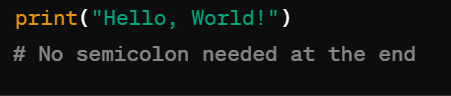 print("Hello, World!")
# No semicolon needed at the end